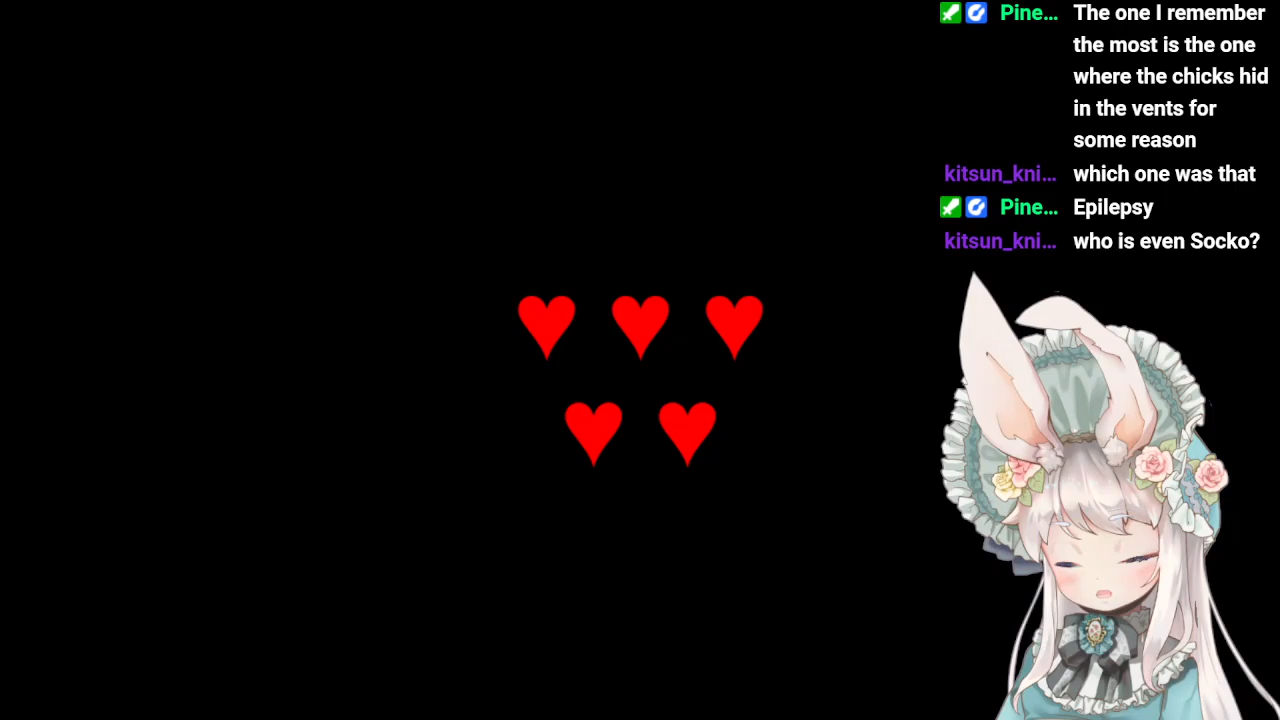 Pine... The one I remember
the most is the one
where the chicks hid
in the vents for
some reason
kitsun_kni... which one was that
Pine... Epilepsy
kitsun_kni... who is even Socko?